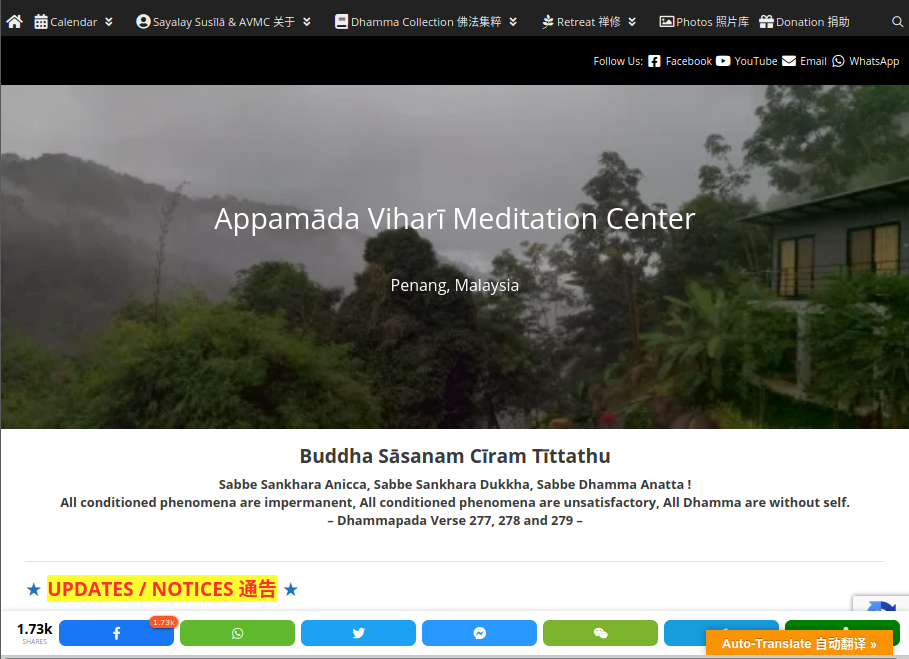 Calendar Sayalay Susīlā & AVMC 关于 Dhamma Collection 佛法集粹 Retreat 禅修 Photos 照片库 Donation 捐助
Follow Us: Facebook YouTube Email WhatsApp
Appamāda Viharī Meditation Center
Penang, Malaysia
Buddha Sāsanam Cīram Tīttathu
Sabbe Sankhara Anicca, Sabbe Sankhara Dukkha, Sabbe Dhamma Anatta !
All conditioned phenomena are impermanent, All conditioned phenomena are unsatisfactory, All Dhamma are without self.
– Dhammapada Verse 277, 278 and 279 –
★ UPDATES / NOTICES 通告 ★
1.73k
SHARES
1.73k
Auto-Translate 自动翻译 »